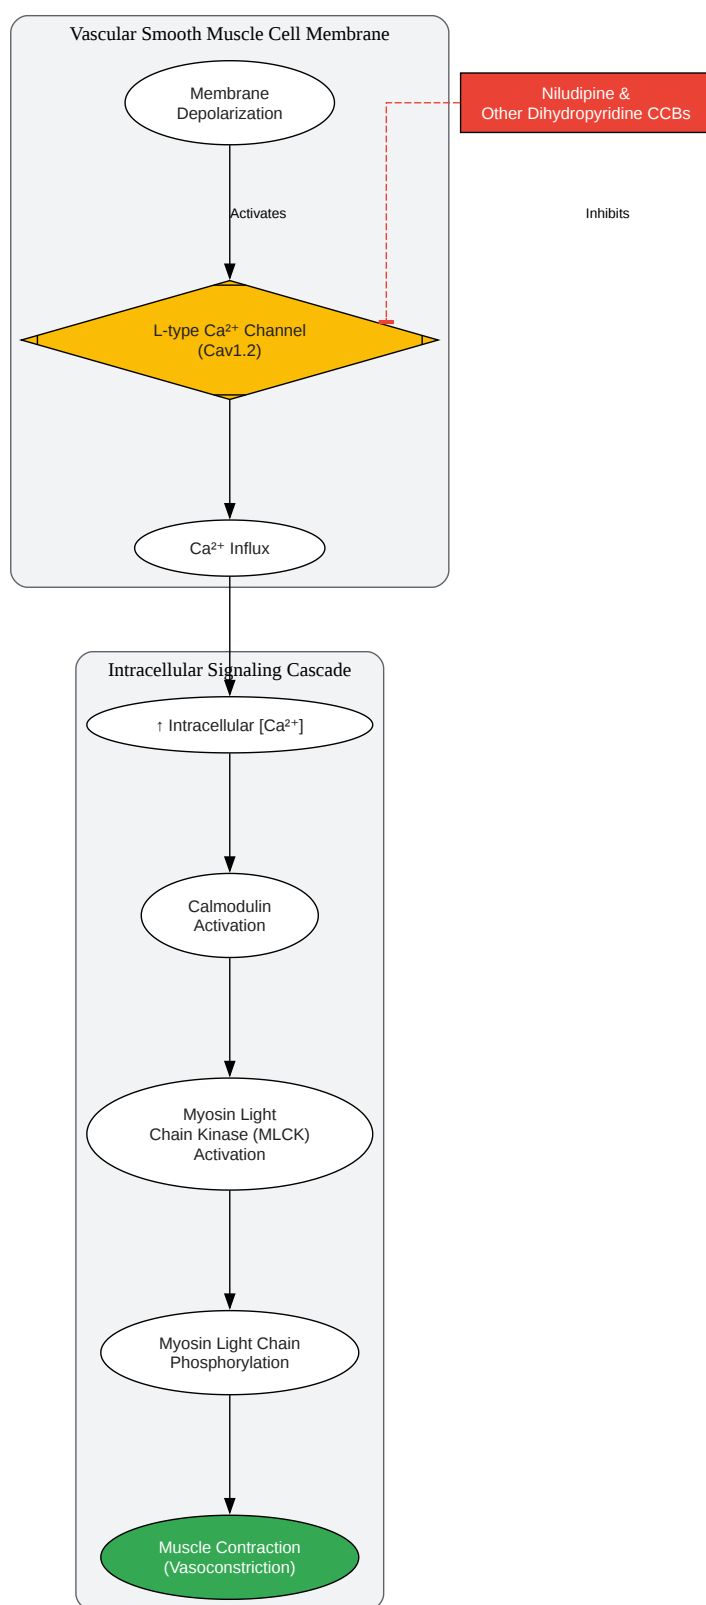 Vascular Smooth Muscle Cell Membrane
Membrane
Depolarization
Niludipine &
Other Dihydropyridine CCBs
Activates
Inhibits
L-type Ca²⁺ Channel
(Cav1.2)
Ca²⁺ Influx
Intracellular Signaling Cascade
↑ Intracellular [Ca²⁺]
Calmodulin
Activation
Myosin Light
Chain Kinase (MLCK)
Activation
Myosin Light Chain
Phosphorylation
Muscle Contraction
(Vasoconstriction)